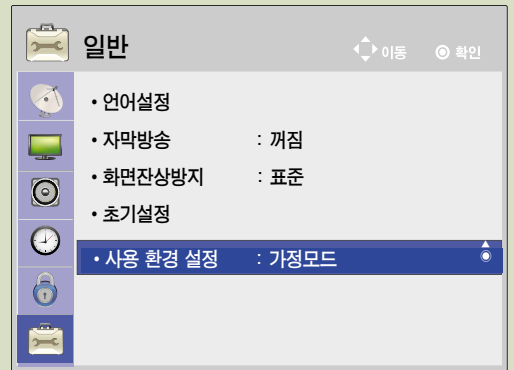 일반 이동 확인
• 언어설정
• 자막방송 : 꺼짐
• 화면잔상방지 : 표준
• 초기설정
• 사용 환경 설정 : 가정모드